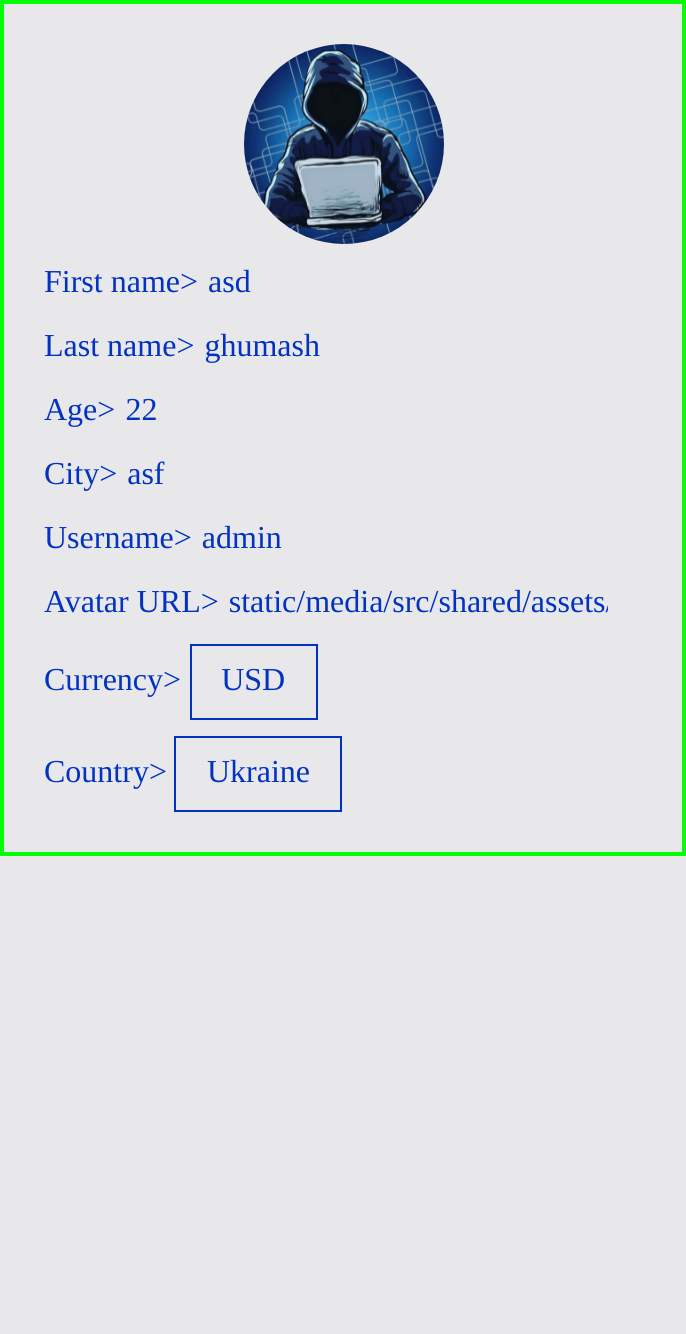 First name> asd
Last name> ghumash
Age> 22
City> asf
Username> admin
Avatar URL> static/media/src/shared/assets/
Currency> USD
Country> Ukraine